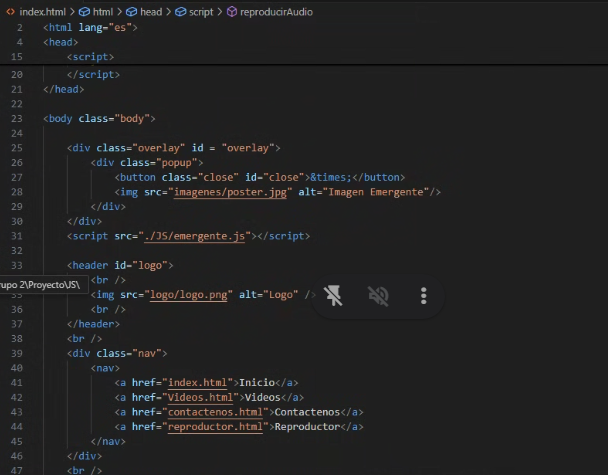 index.html > html > head > script > reproducirAudio
2 <html lang="es">
4 <head>
15 <script>
20 </script>
21 </head>
22
23 <body class="body">
24
25 <div class="overlay" id = "overlay">
26 <div class="popup">
27 <button class="close" id="close">&times;</button>
28 <img src="imagenes/poster.jpg" alt="Imagen Emergente"/>
29 </div>
30 </div>
31 <script src="./JS/emergente.js"></script>
32
33 <header id="logo">
rupo 2\Proyecto\JS\ <br />
<img src="logo/logo.png" alt="Logo" />
36 <br />
37 </header>
38 <br />
39 <div class="nav">
40 <nav>
41 <a href="index.html">Inicio</a>
42 <a href="Videos.html">Videos</a>
43 <a href="contactenos.html">Contactenos</a>
44 <a href="reproductor.html">Reproductor</a>
45 </nav>
46 </div>
47 <br />